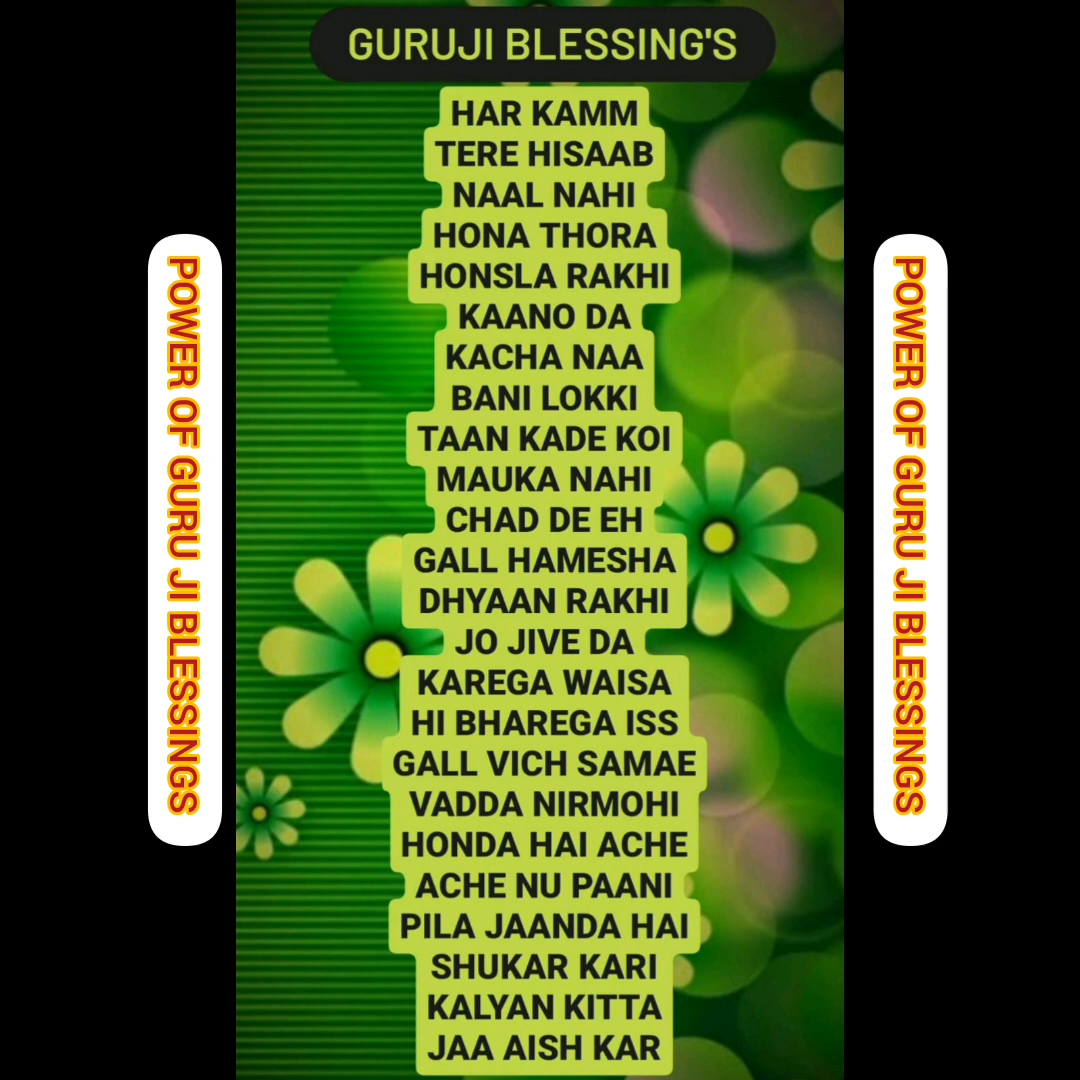 GURUJI BLESSING'S
HAR KAMM
TERE HISAAB
NAAL NAHI
HONA THORA
HONSLA RAKHI
KAANO DA
KACHA NAA
BANI LOKKI
TAAN KADE KOI
MAUKA NAHI
CHAD DE EH
GALL HAMESHA
DHYAAN RAKHI
JO JIVE DA
KAREGA WAISA
HI BHAREGA ISS
GALL VICH SAMAE
VADDA NIRMOHI
HONDA HAI ACHE
ACHE NU PAANI
PILA JAANDA HAI
SHUKAR KARI
KALYAN KITTA
JAA AISH KAR
POWER OF GURU JI BLESSINGS
POWER OF GURU JI BLESSINGS